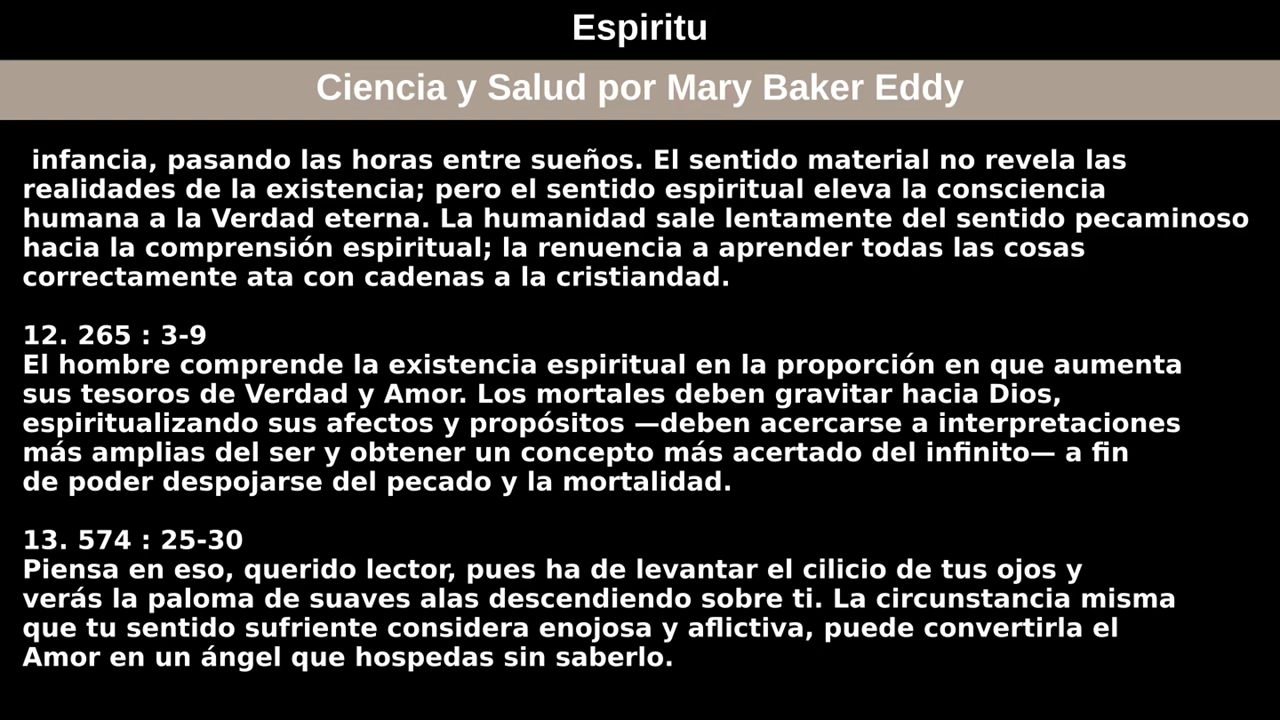 Espiritu
Ciencia y Salud por Mary Baker Eddy
infancia, pasando las horas entre sueños. El sentido material no revela las
realidades de la existencia; pero el sentido espiritual eleva la consciencia
humana a la Verdad eterna. La humanidad sale lentamente del sentido pecaminoso
hacia la comprensión espiritual; la renuencia a aprender todas las cosas
correctamente ata con cadenas a la cristiandad.
12. 265 : 3-9
El hombre comprende la existencia espiritual en la proporción en que aumenta
sus tesoros de Verdad y Amor. Los mortales deben gravitar hacia Dios,
espiritualizando sus afectos y propósitos —deben acercarse a interpretaciones
más amplias del ser y obtener un concepto más acertado del infinito— a fin
de poder despojarse del pecado y la mortalidad.
13. 574 : 25-30
Piensa en eso, querido lector, pues ha de levantar el cilicio de tus ojos y
verás la paloma de suaves alas descendiendo sobre ti. La circunstancia misma
que tu sentido sufriente considera enojosa y aflictiva, puede convertirla el
Amor en un ángel que hospedas sin saberlo.